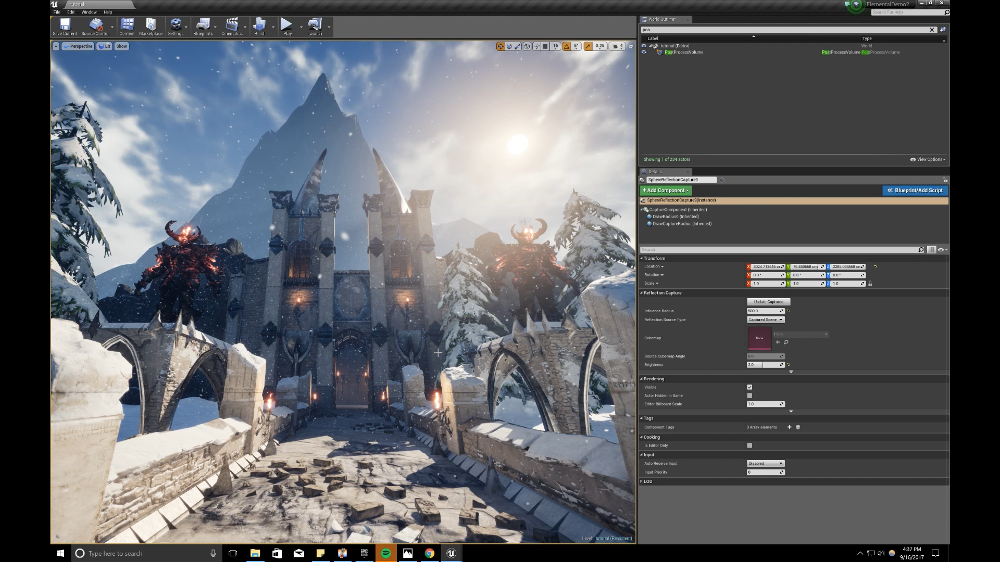 tutorial•
ElementalDemo2
File Edit Window Help
Search For Help
Save Current Source Control Content Marketplace Settings Blueprints Cinematics Build Play Launch
Perspective Lit Show
16 5° 0.25 4
World Outliner
pos
Label Type
tutorial (Editor) World
PostProcessVolume PostProcessVolume PostProcessVolume
Showing 1 of 234 actors View Options
Details
SphereReflectionCapture9
+ Add Component Blueprint/Add Script
SphereReflectionCapture9(Instance)
CaptureComponent (Inherited)
DrawRadius0 (Inherited)
DrawCaptureRadius (Inherited)
Search
Transform
Location X 3024.712646 cm Y 76.840668 cm Z 2285.034668 cm
Rotation X 0.0 ° Y 0.0 ° Z 0.0 °
Scale X 1.0 Y 1.0 Z 1.0
Reflection Capture
Update Captures
Influence Radius 500.0
Reflection Source Type Captured Scene
Cubemap None None
Source Cubemap Angle 0.0
Brightness 2.0
Rendering
Visible
Actor Hidden In Game
Editor Billboard Scale 1.0
Tags
Component Tags 0 Array elements
Cooking
Is Editor Only
Input
Auto Receive Input Disabled
Input Priority 0
LOD
Level: tutorial (Persistent)
Type here to search
EPIC GAMES
4:37 PM
9/16/2017